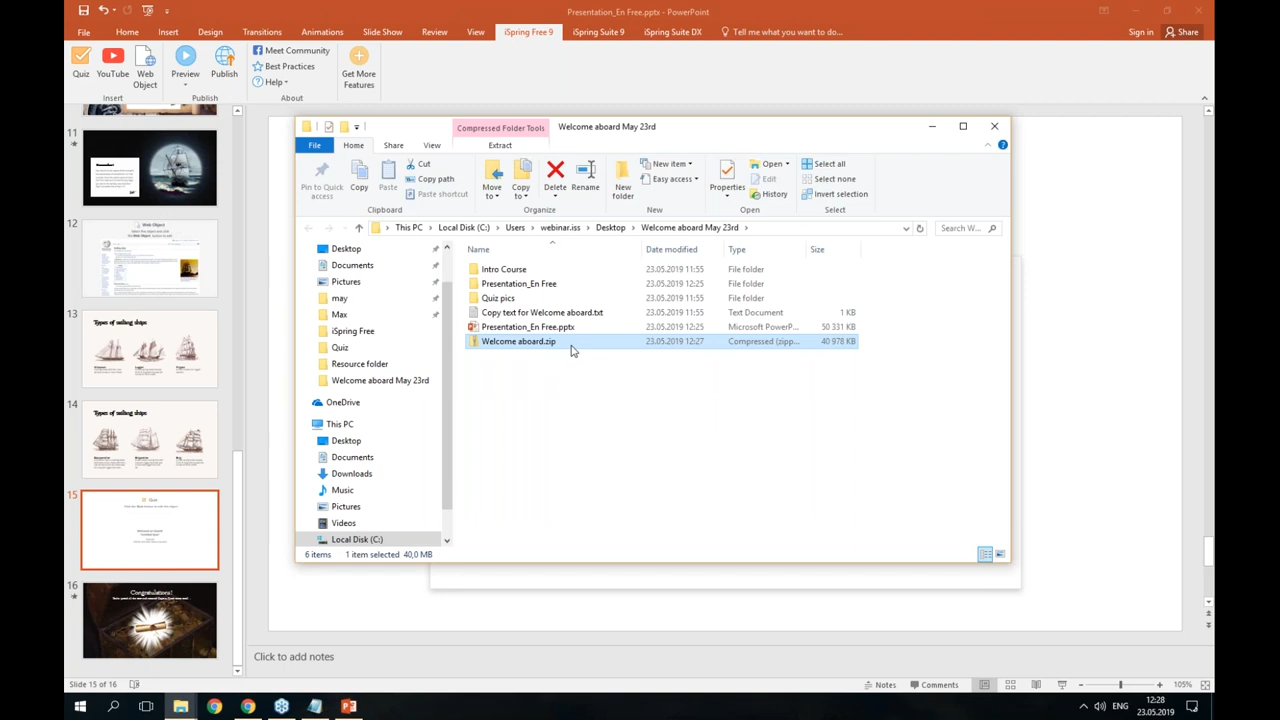 Presentation_En Free.pptx - PowerPoint
File Home Insert Design Transitions Animations Slide Show Review View iSpring Free 9 iSpring Suite 9 iSpring Suite DX Tell me what you want to do... Sign in Share
Quiz YouTube Web Object Preview Publish Meet Community Best Practices Help Get More Features
Insert Publish About
11
12
Web Object
13
Types of sailing ships
14
Types of sailing ships
15
Quiz
16
Congratulations!
Compressed Folder Tools Welcome aboard May 23rd
File Home Share View Extract
Pin to Quick access Copy Paste Cut Copy path Paste shortcut Move to Copy to Delete Rename New folder New item Easy access Properties Open Edit History Select all Select none Invert selection
Clipboard Organize New Open Select
This PC Local Disk (C:) Users webinar.iss Desktop Welcome aboard May 23rd Search W...
Desktop
Documents
Pictures
may
Max
iSpring Free
Quiz
Resource folder
Welcome aboard May 23rd
OneDrive
This PC
Desktop
Documents
Downloads
Music
Pictures
Videos
Local Disk (C:)
Name Date modified Type Size
Intro Course 23.05.2019 11:55 File folder
Presentation_En Free 23.05.2019 12:25 File folder
Quiz pics 23.05.2019 11:55 File folder
Copy text for Welcome aboard.txt 23.05.2019 11:55 Text Document 1 KB
Presentation_En Free.pptx 23.05.2019 12:25 Microsoft PowerP... 50 331 KB
Welcome aboard.zip 23.05.2019 12:27 Compressed (zipp... 40 978 KB
6 items 1 item selected 40,0 MB
Click to add notes
Slide 15 of 16 Notes Comments 105%
ENG 12:28
23.05.2019